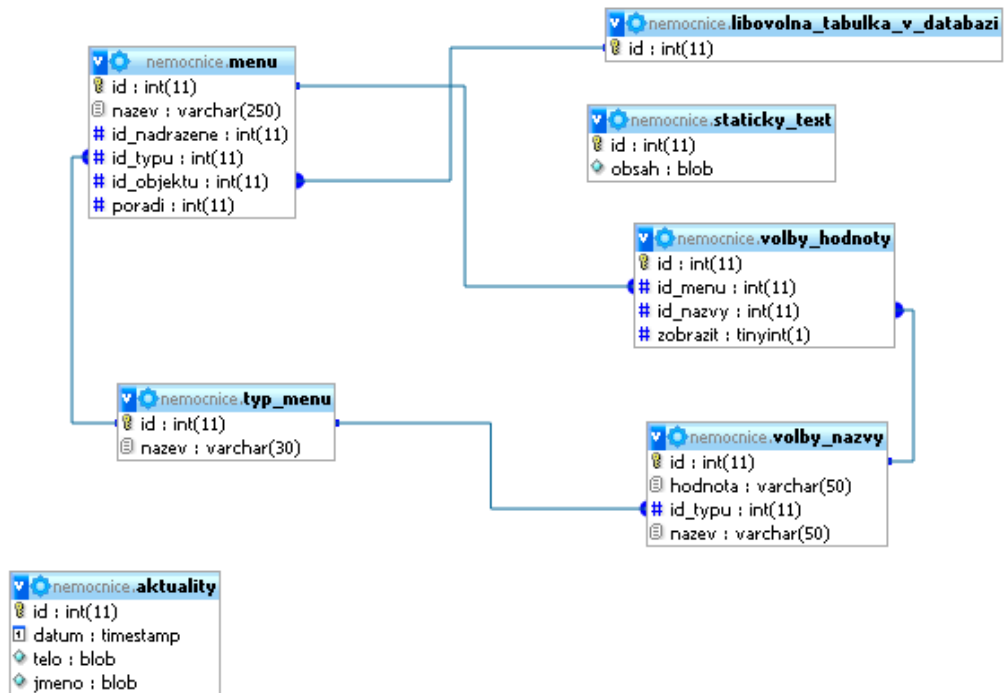 nemocnice.menu
id : int(11)
nazev : varchar(250)
# id_nadrazene : int(11)
# id_typu : int(11)
# id_objektu : int(11)
# poradi : int(11)
nemocnice.libovolna_tabulka_v_databazi
id : int(11)
nemocnice.staticky_text
id : int(11)
obsah : blob
nemocnice.volby_hodnoty
id : int(11)
# id_menu : int(11)
# id_nazvy : int(11)
# zobrazit : tinyint(1)
nemocnice.typ_menu
id : int(11)
nazev : varchar(30)
nemocnice.volby_nazvy
id : int(11)
hodnota : varchar(50)
# id_typu : int(11)
nazev : varchar(50)
nemocnice.aktuality
id : int(11)
datum : timestamp
telo : blob
jmeno : blob